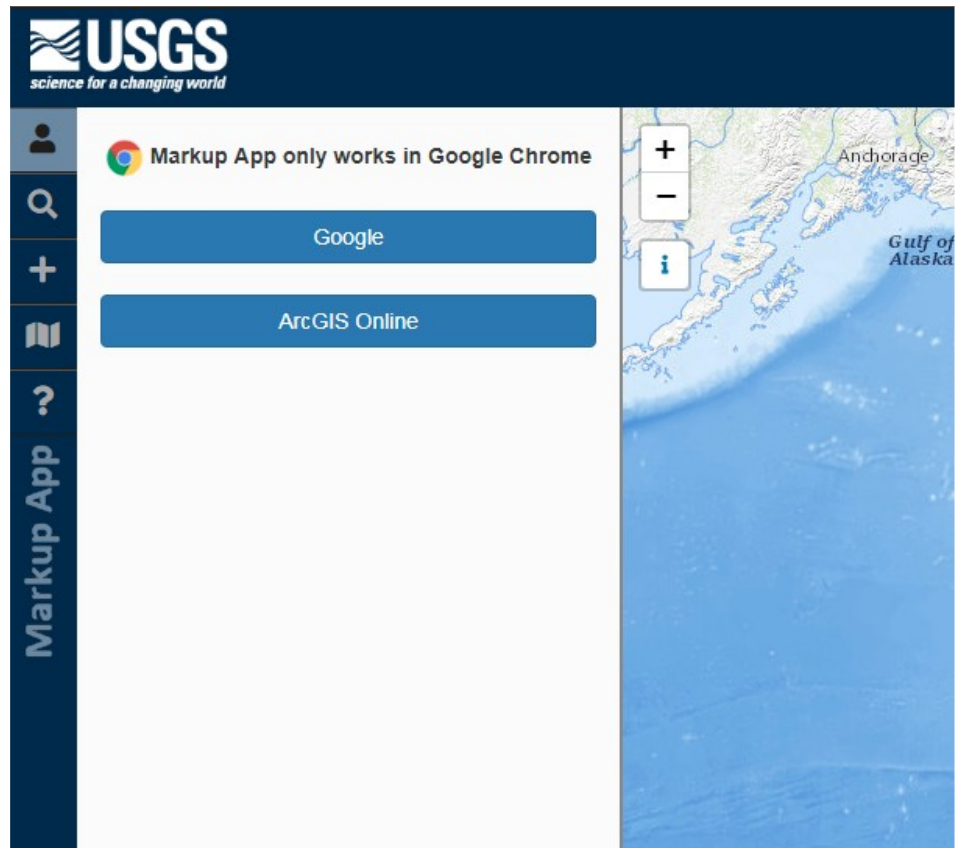 USGS
science for a changing world
Markup App only works in Google Chrome
Google
ArcGIS Online
Markup App
+
−
i
?
Anchorage
Gulf of
Alaska